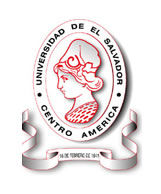 UNIVERSIDAD DE EL SALVADOR
CENTRO AMERICA
16 DE FEBRERO DE 1841